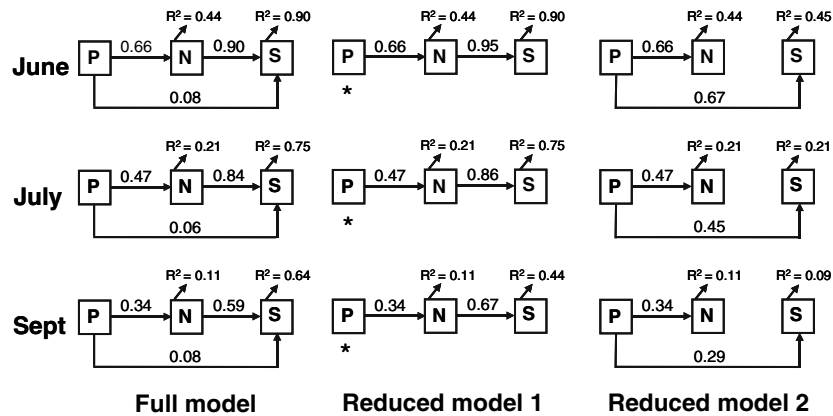 R² = 0.44 R² = 0.90 R² = 0.44 R² = 0.90 R² = 0.44 R² = 0.45
June P 0.66 N 0.90 S P 0.66 N 0.95 S P 0.66 N S
0.08 * 0.67
R² = 0.21 R² = 0.75 R² = 0.21 R² = 0.75 R² = 0.21 R² = 0.21
July P 0.47 N 0.84 S P 0.47 N 0.86 S P 0.47 N S
0.06 * 0.45
R² = 0.11 R² = 0.64 R² = 0.11 R² = 0.44 R² = 0.11 R² = 0.09
Sept P 0.34 N 0.59 S P 0.34 N 0.67 S P 0.34 N S
0.08 * 0.29
Full model Reduced model 1 Reduced model 2